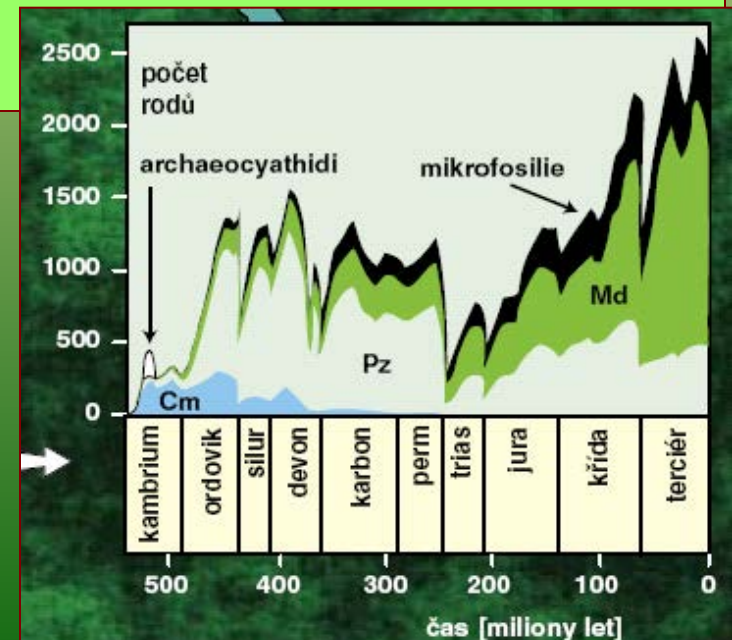 2500
2000
1500
1000
500
0
počet
rodů
archaeocyathidi
mikrofosilie
Md
Pz
Cm
kambrium
ordovik
silur
devon
karbon
perm
trias
jura
křída
terciér
500 400 300 200 100 0
čas [miliony let]